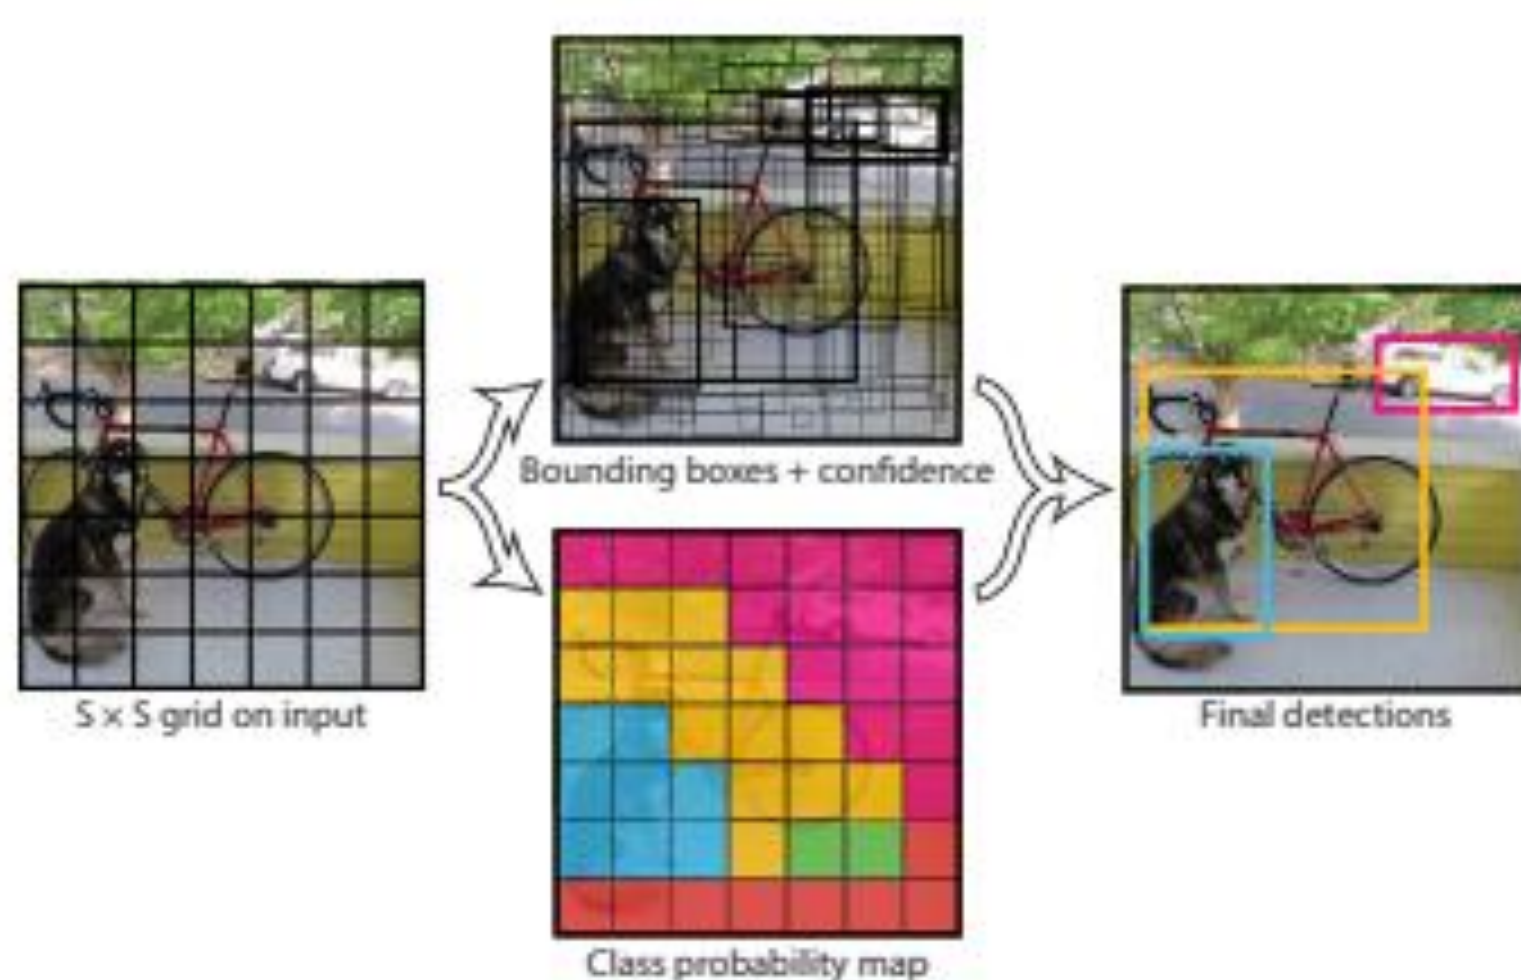 Bounding boxes + confidence
S × S grid on input
Final detections
Class probability map